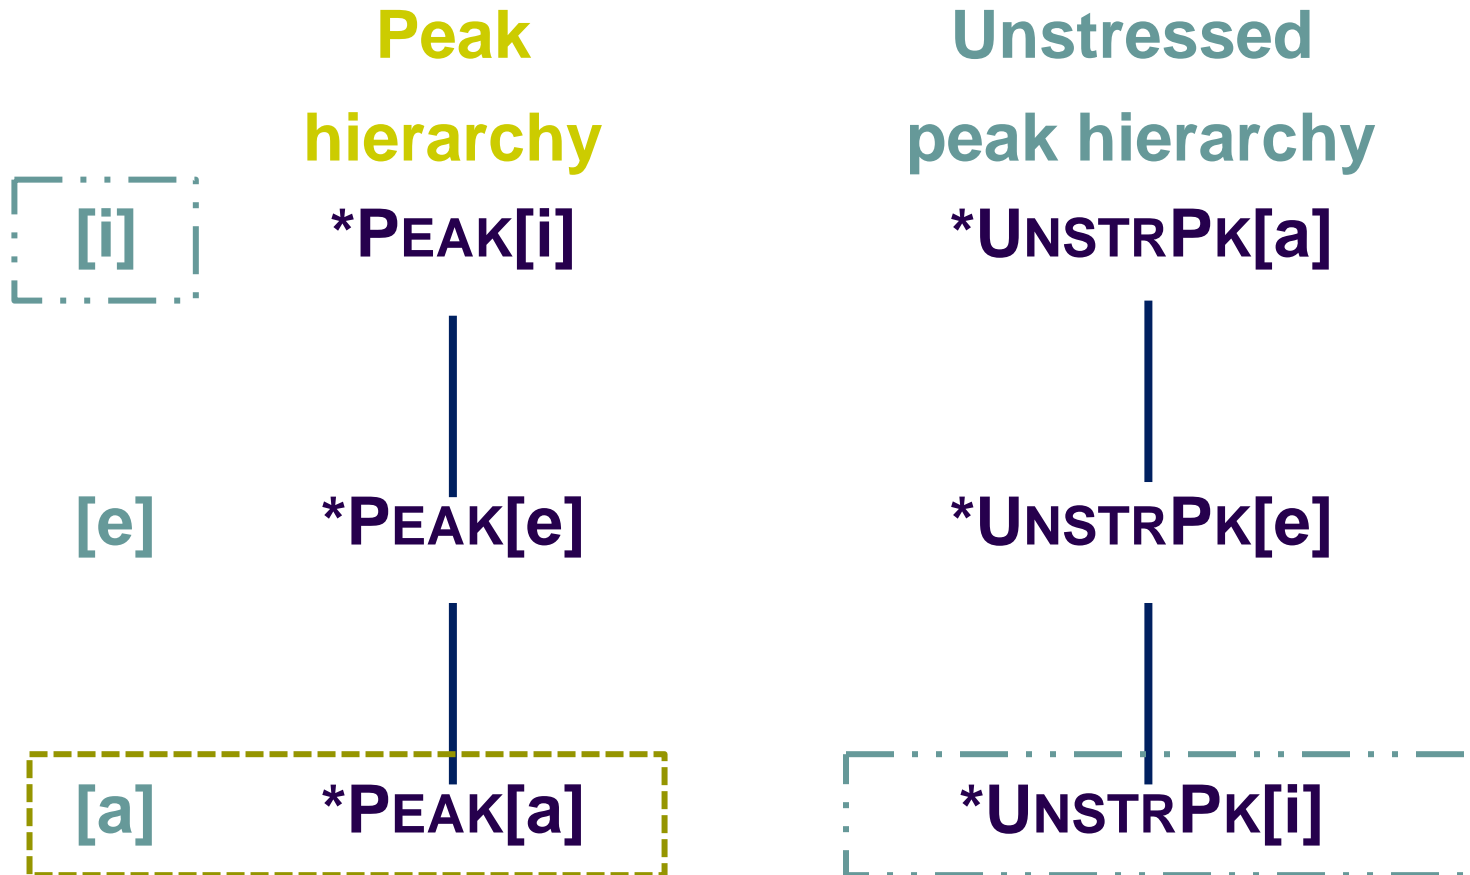 Peak Unstressed
hierarchy peak hierarchy
[i] *PEAK[i] *UNSTRPK[a]
[e] *PEAK[e] *UNSTRPK[e]
[a] *PEAK[a] *UNSTRPK[i]